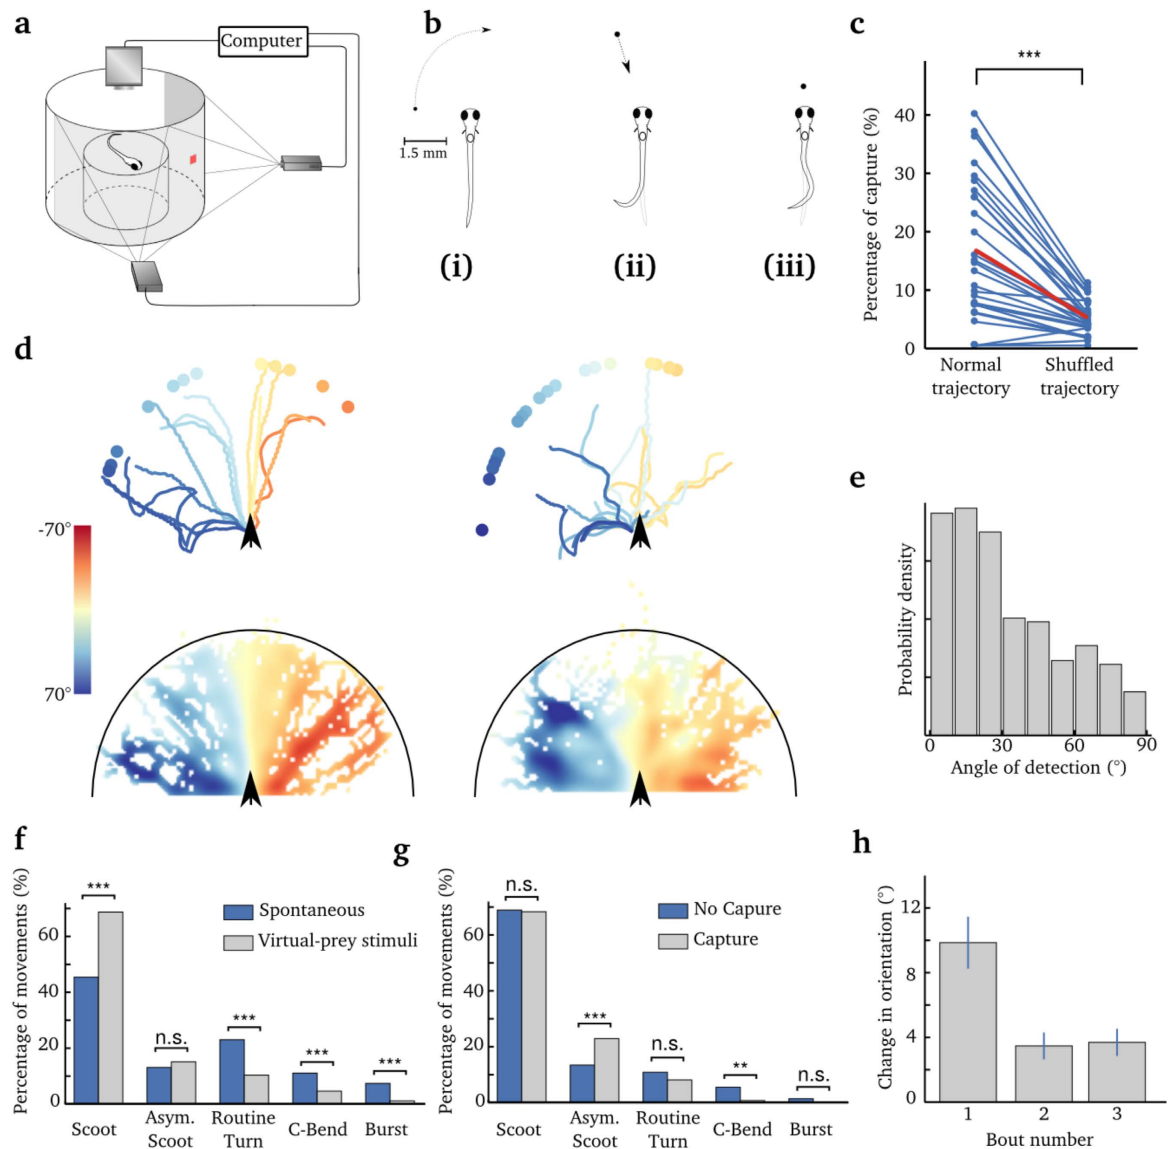 a
Computer
b
1.5 mm
(i)
(ii)
(iii)
c
***
Percentage of capture (%)
40
30
20
10
0
Normal
trajectory
Shuffled
trajectory
d
-70°
70°
e
Probability density
0
30
60
90
Angle of detection (°)
f
Percentage of movements (%)
60
40
20
0
***
n.s.
***
***
***
Spontaneous
Virtual-prey stimuli
Scoot
Asym.
Scoot
Routine
Turn
C-Bend
Burst
g
Percentage of movements (%)
60
40
20
0
n.s.
***
n.s.
**
n.s.
No Capure
Capture
Scoot
Asym.
Scoot
Routine
Turn
C-Bend
Burst
h
Change in orientation (°)
12
8
4
0
1
2
3
Bout number